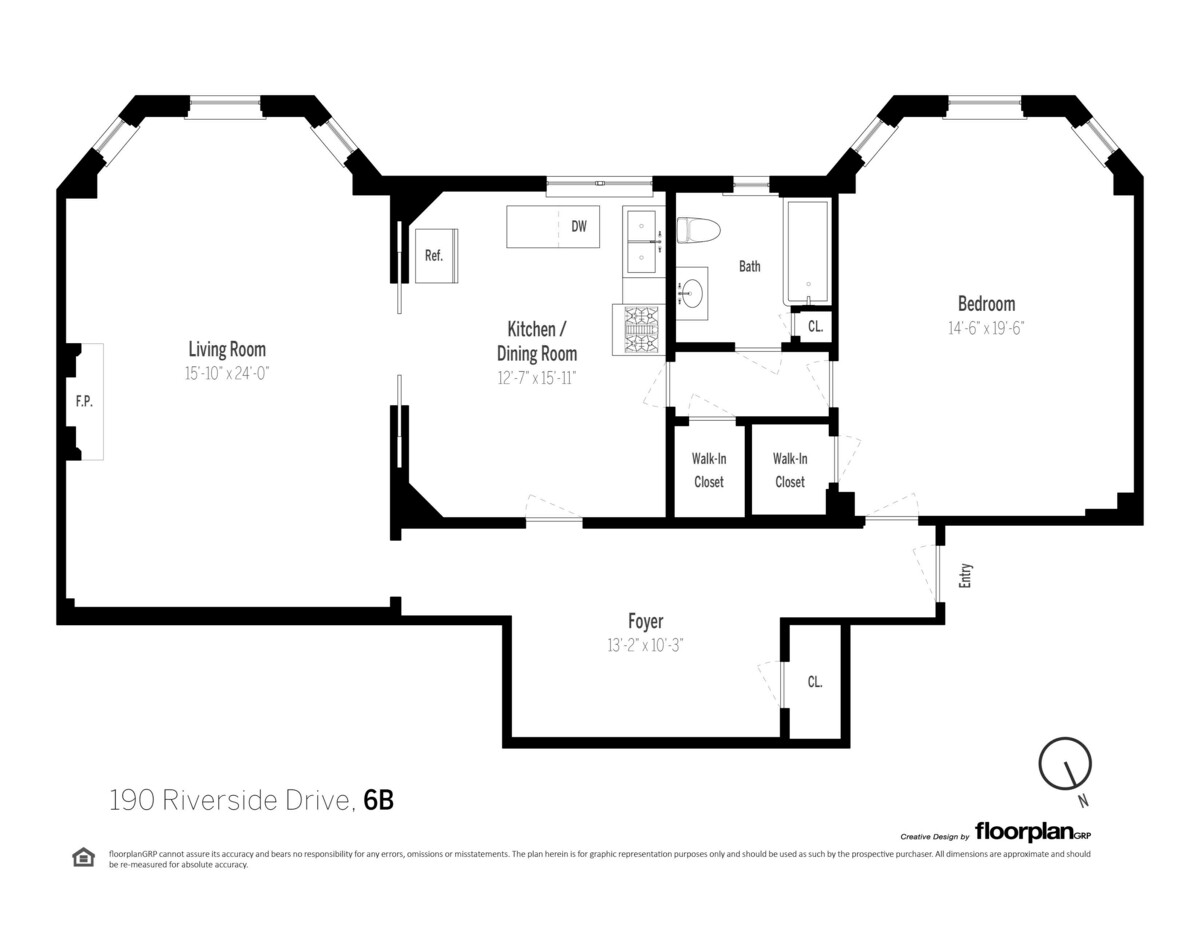 DW
Ref.
Bath
CL.
Kitchen /
Dining Room
12'-7" x 15'-11"
Bedroom
14'-6" x 19'-6"
Living Room
15'-10" x 24'-0"
F.P.
Walk-In
Closet
Walk-In
Closet
Entry
Foyer
13'-2" x 10'-3"
CL.
N
190 Riverside Drive, 6B
Creative Design by floorplanGRP
floorplanGRP cannot assure its accuracy and bears no responsibility for any errors, omissions or misstatements. The plan herein is for graphic representation purposes only and should be used as such by the prospective purchaser. All dimensions are approximate and should
be re-measured for absolute accuracy.